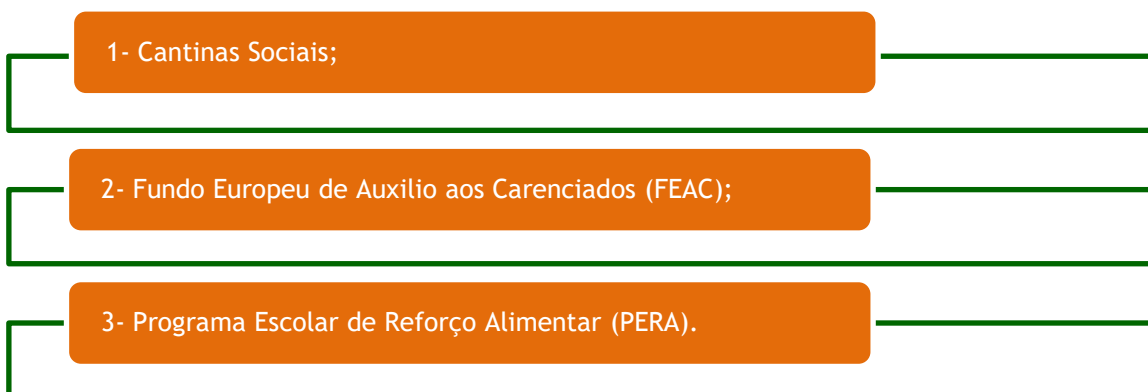 1- Cantinas Sociais;
2- Fundo Europeu de Auxilio aos Carenciados (FEAC);
3- Programa Escolar de Reforço Alimentar (PERA).